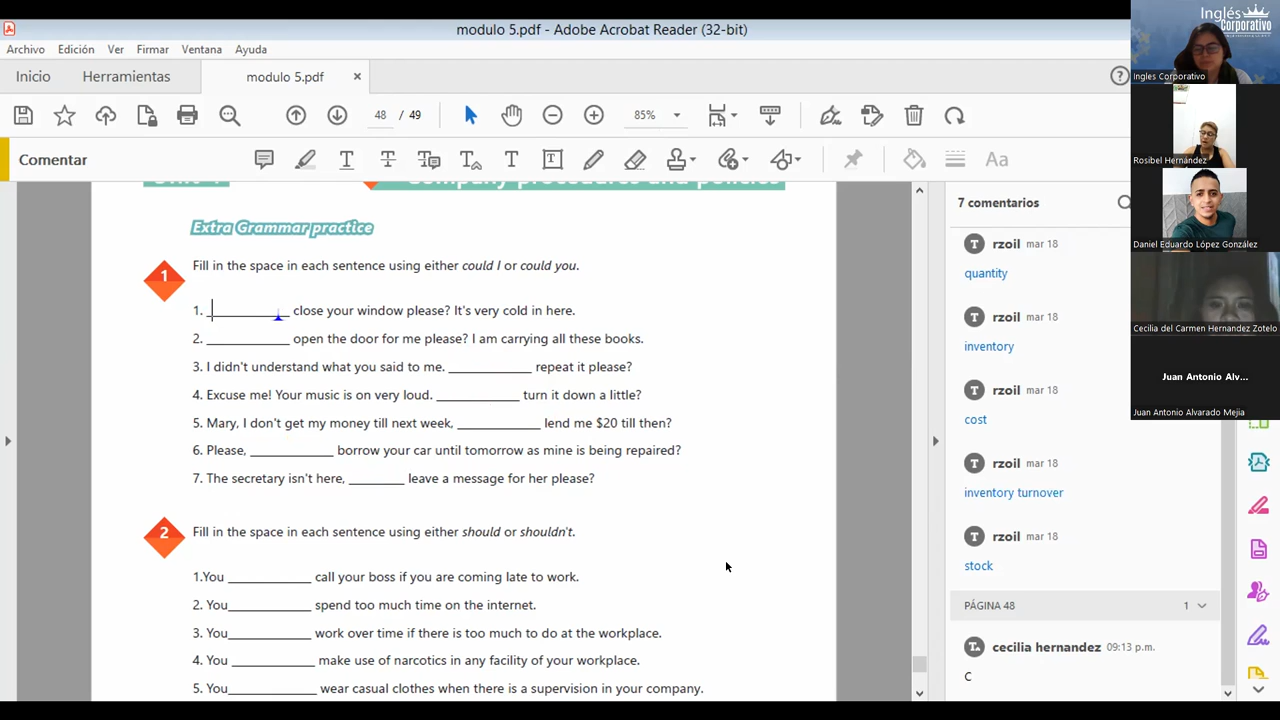 modulo 5.pdf - Adobe Acrobat Reader (32-bit)
Archivo Edición Ver Firmar Ventana Ayuda
Inicio Herramientas modulo 5.pdf ×
48 / 49 85%
Comentar
Company procedures and policies
Extra Grammar practice
1 Fill in the space in each sentence using either could I or could you.
1. ____________ close your window please? It's very cold in here.
2. ____________ open the door for me please? I am carrying all these books.
3. I didn't understand what you said to me. ____________ repeat it please?
4. Excuse me! Your music is on very loud. ____________ turn it down a little?
5. Mary, I don't get my money till next week, ____________ lend me $20 till then?
6. Please, ____________ borrow your car until tomorrow as mine is being repaired?
7. The secretary isn't here, ________ leave a message for her please?
2 Fill in the space in each sentence using either should or shouldn't.
1.You ____________ call your boss if you are coming late to work.
2. You____________ spend too much time on the internet.
3. You____________ work over time if there is too much to do at the workplace.
4. You ____________ make use of narcotics in any facility of your workplace.
5. You_____________ wear casual clothes when there is a supervision in your company.
7 comentarios
T rzoil mar 18
quantity
T rzoil mar 18
inventory
T rzoil mar 18
cost
T rzoil mar 18
inventory turnover
T rzoil mar 18
stock
PÁGINA 48 1
cecilia hernandez 09:13 p.m.
C
Inglés
Corporativo
Ingles Corporativo
Rosibel Hernández
Daniel Eduardo López González
Cecilia del Carmen Hernandez Zotelo
Juan Antonio Alv...
Juan Antonio Alvarado Mejia